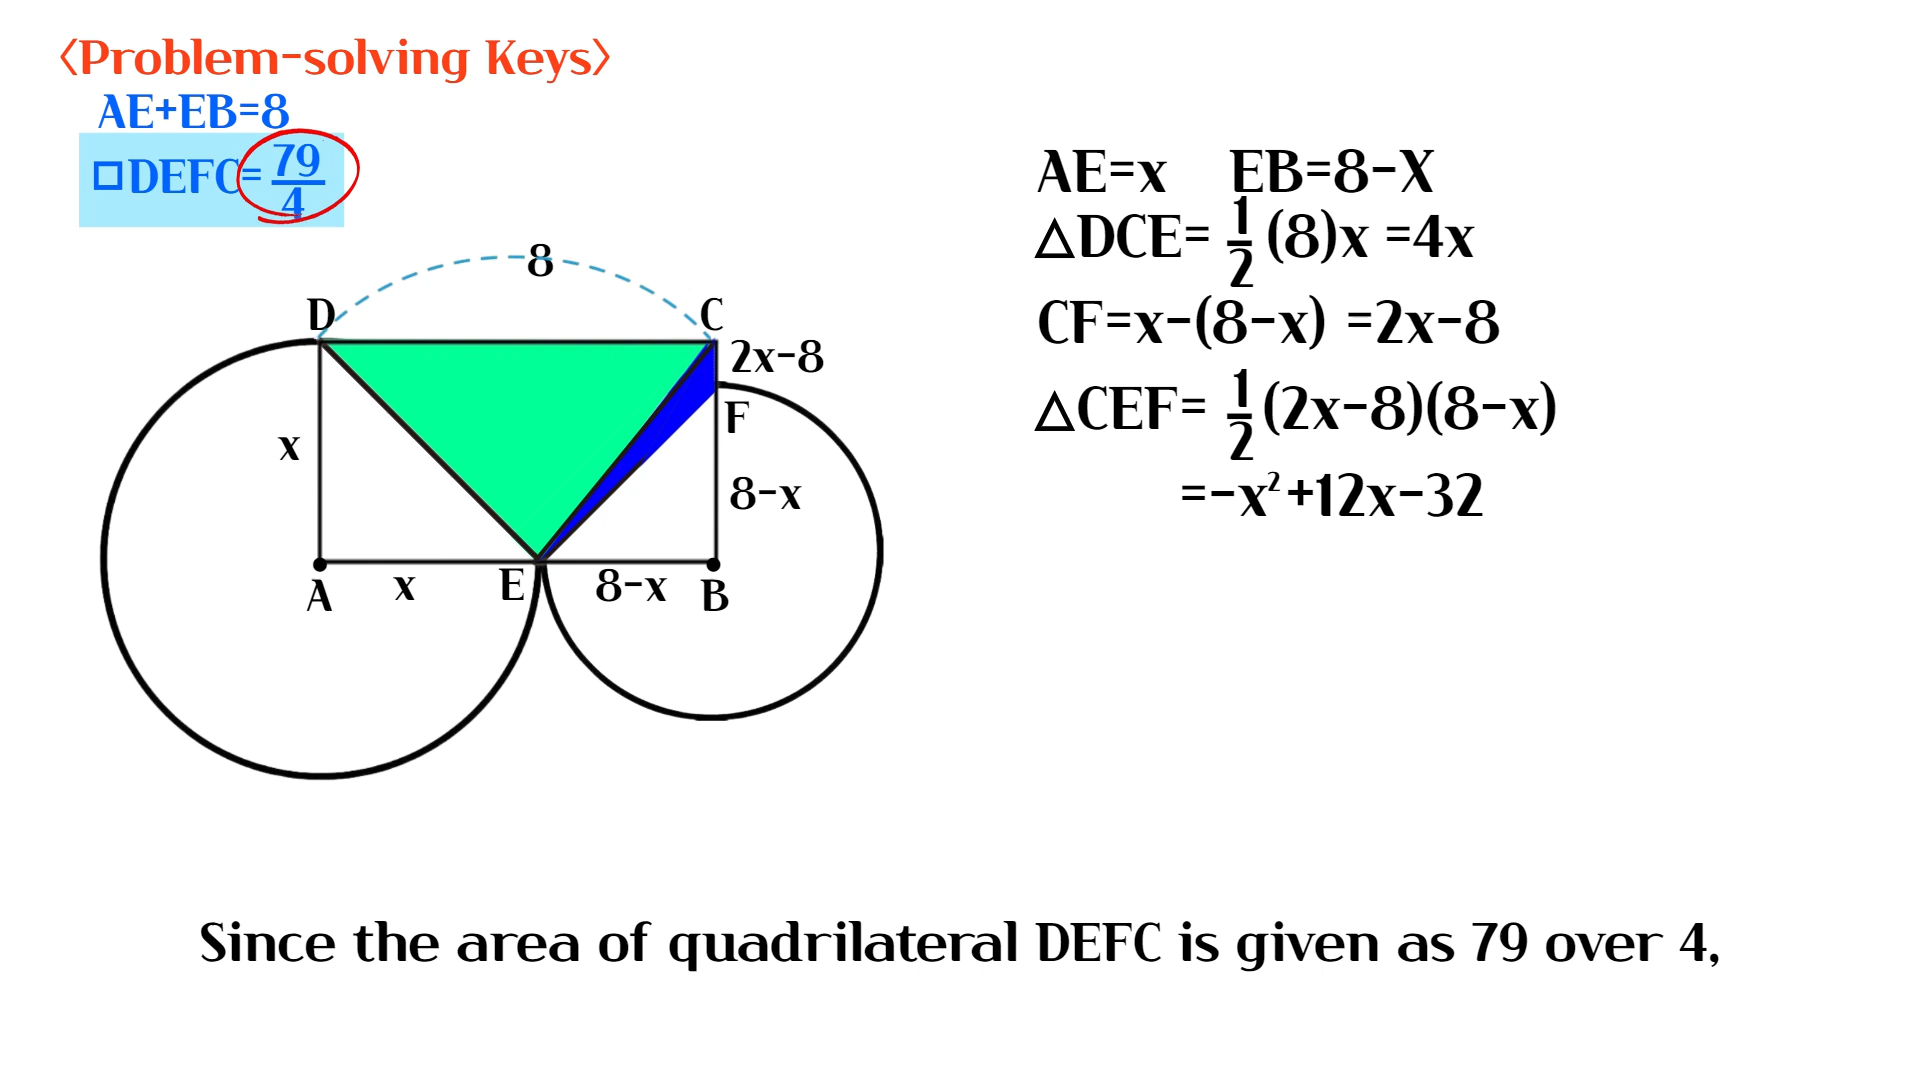 〈Problem-solving Keys〉
AE+EB=8
□DEFC= 79/4
AE=x EB=8-X
△DCE= 1/2 (8)x =4x
CF=x-(8-x) =2x-8
△CEF= 1/2 (2x-8)(8-x)
=-x²+12x-32
8
D C
2x-8
F
x
8-x
A x E 8-x B
Since the area of quadrilateral DEFC is given as 79 over 4,